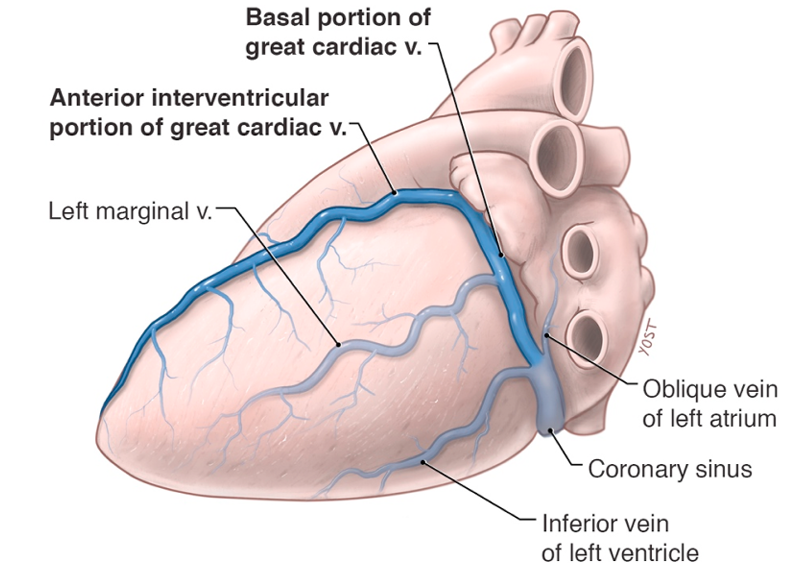 Basal portion of
great cardiac v.
Anterior interventricular
portion of great cardiac v.
Left marginal v.
YOST
Oblique vein
of left atrium
Coronary sinus
Inferior vein
of left ventricle